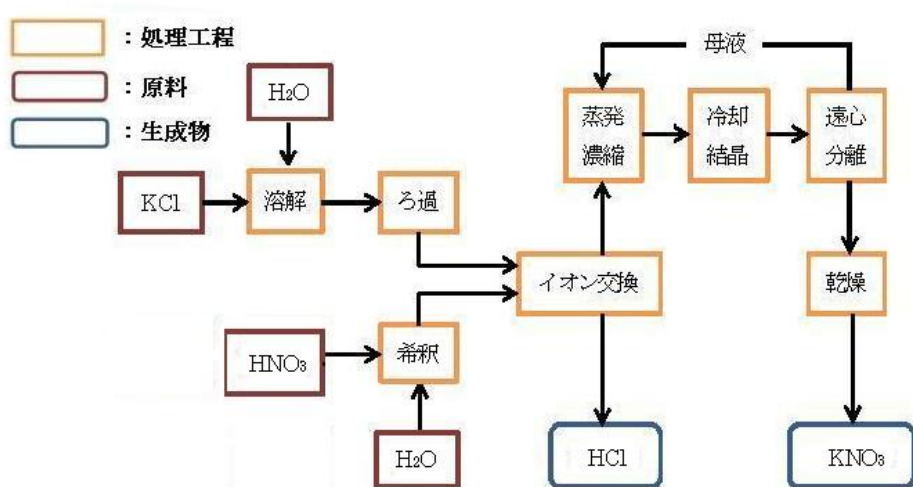 ：処理工程
：原料
：生成物
母液
H₂O
蒸発
濃縮
冷却
結晶
遠心
分離
KCl
溶解
ろ過
イオン交換
乾燥
HNO₃
希釈
H₂O
HCl
KNO₃